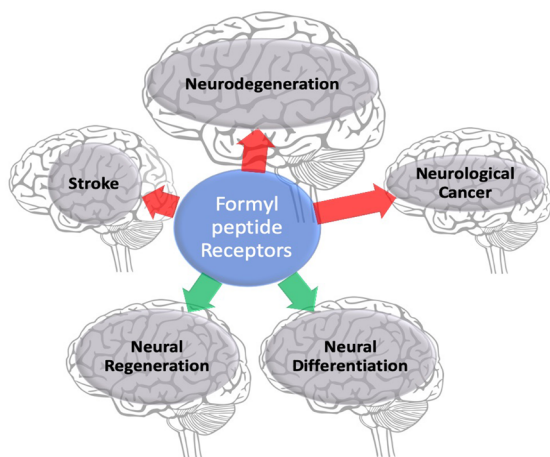 Neurodegeneration
Stroke
Neurological
Cancer
Formyl
peptide
Receptors
Neural
Regeneration
Neural
Differentiation